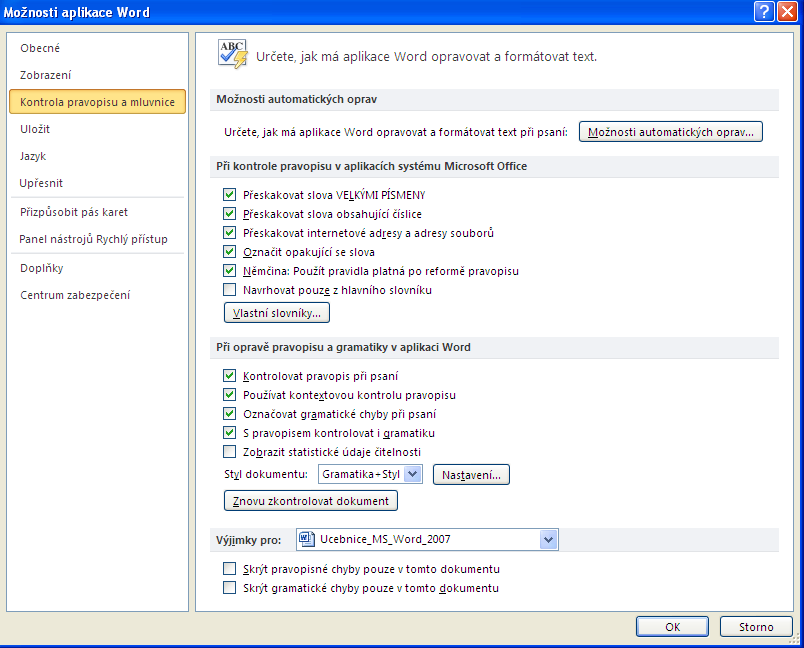 Možnosti aplikace Word
Obecné
Zobrazení
Kontrola pravopisu a mluvnice
Uložit
Jazyk
Upřesnit
Přizpůsobit pás karet
Panel nástrojů Rychlý přístup
Doplňky
Centrum zabezpečení
ABC
Určete, jak má aplikace Word opravovat a formátovat text.
Možnosti automatických oprav
Určete, jak má aplikace Word opravovat a formátovat text při psaní: Možnosti automatických oprav...
Při kontrole pravopisu v aplikacích systému Microsoft Office
Přeskakovat slova VELKÝMI PÍSMENY
Přeskakovat slova obsahující číslice
Přeskakovat internetové adresy a adresy souborů
Označit opakující se slova
Němčina: Použít pravidla platná po reformě pravopisu
Navrhovat pouze z hlavního slovníku
Vlastní slovníky...
Při opravě pravopisu a gramatiky v aplikaci Word
Kontrolovat pravopis při psaní
Používat kontextovou kontrolu pravopisu
Označovat gramatické chyby při psaní
S pravopisem kontrolovat i gramatiku
Zobrazit statistické údaje čitelnosti
Styl dokumentu: Gramatika+Styl Nastavení...
Znovu zkontrolovat dokument
Výjimky pro: Ucebnice_MS_Word_2007
Skrýt pravopisné chyby pouze v tomto dokumentu
Skrýt gramatické chyby pouze v tomto dokumentu
OK Storno